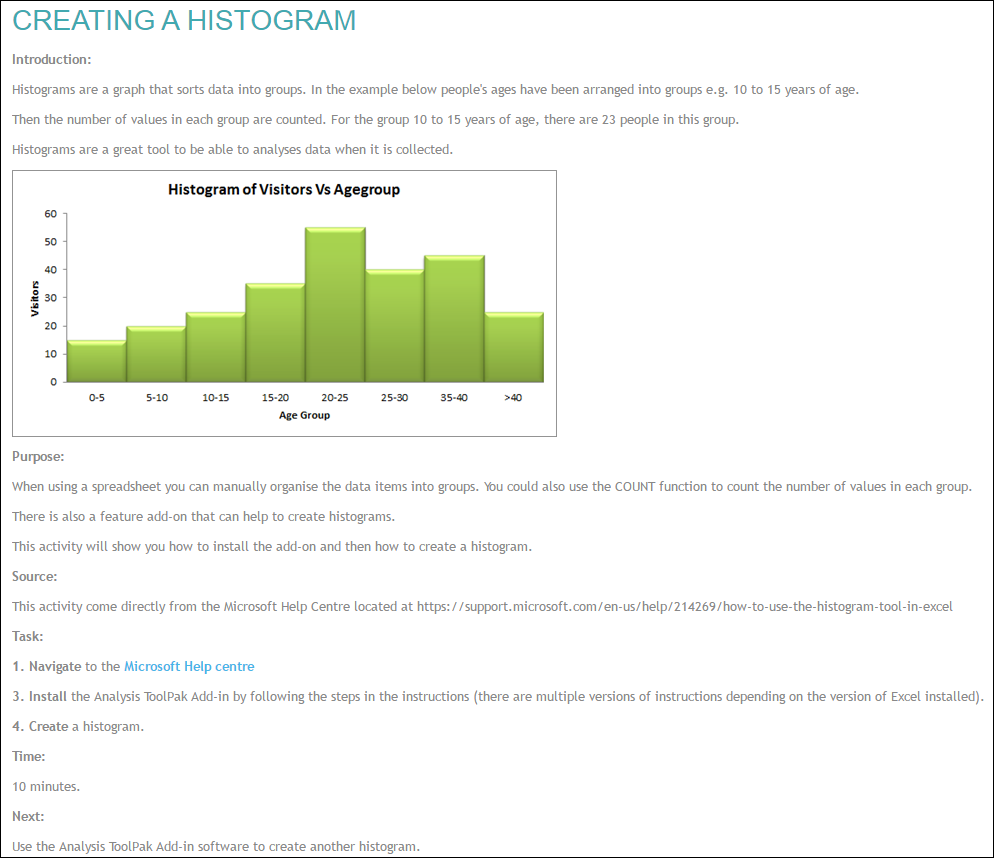 CREATING A HISTOGRAM
Introduction:
Histograms are a graph that sorts data into groups. In the example below people's ages have been arranged into groups e.g. 10 to 15 years of age.
Then the number of values in each group are counted. For the group 10 to 15 years of age, there are 23 people in this group.
Histograms are a great tool to be able to analyses data when it is collected.
Histogram of Visitors Vs Agegroup
60
50
40
30
20
10
0
Visitors
0-5 5-10 10-15 15-20 20-25 25-30 35-40 >40
Age Group
Purpose:
When using a spreadsheet you can manually organise the data items into groups. You could also use the COUNT function to count the number of values in each group.
There is also a feature add-on that can help to create histograms.
This activity will show you how to install the add-on and then how to create a histogram.
Source:
This activity come directly from the Microsoft Help Centre located at https://support.microsoft.com/en-us/help/214269/how-to-use-the-histogram-tool-in-excel
Task:
1. Navigate to the Microsoft Help centre
3. Install the Analysis ToolPak Add-in by following the steps in the instructions (there are multiple versions of instructions depending on the version of Excel installed).
4. Create a histogram.
Time:
10 minutes.
Next:
Use the Analysis ToolPak Add-in software to create another histogram.